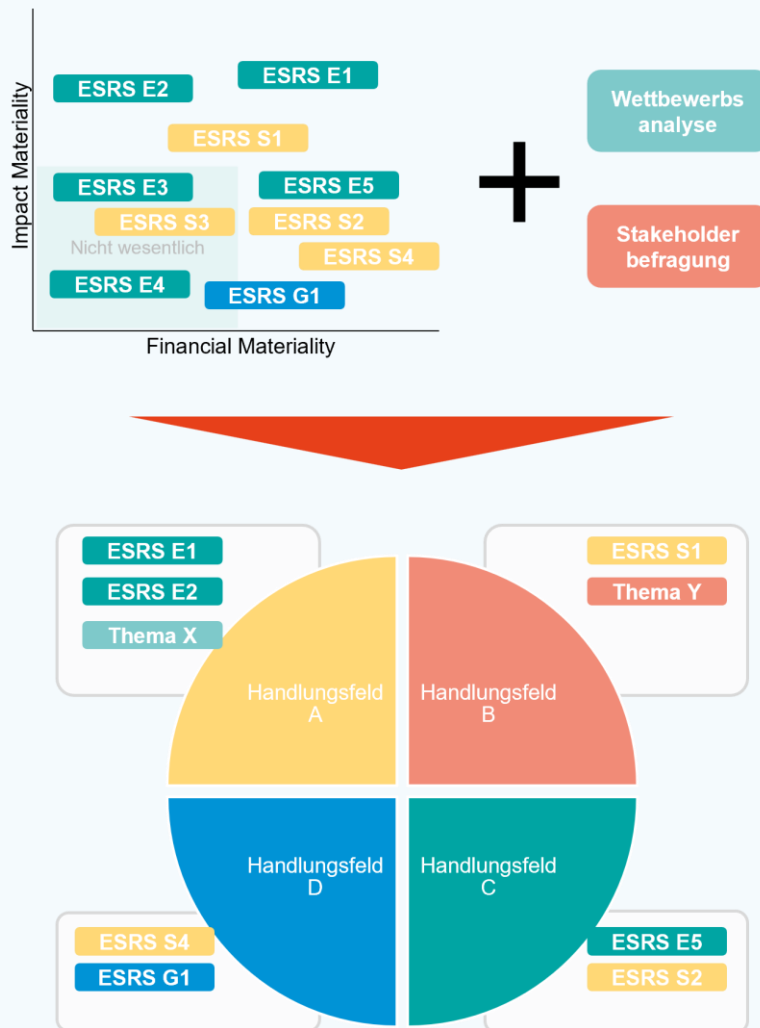 Impact Materiality
ESRS E1
ESRS E2
ESRS S1
ESRS E3
ESRS E5
ESRS S3
ESRS S2
Nicht wesentlich
ESRS S4
ESRS E4
ESRS G1
Financial Materiality
Wettbewerbs
analyse
Stakeholder
befragung
ESRS E1
ESRS E2
Thema X
ESRS S1
Thema Y
Handlungsfeld
A
Handlungsfeld
B
Handlungsfeld
D
Handlungsfeld
C
ESRS S4
ESRS G1
ESRS E5
ESRS S2